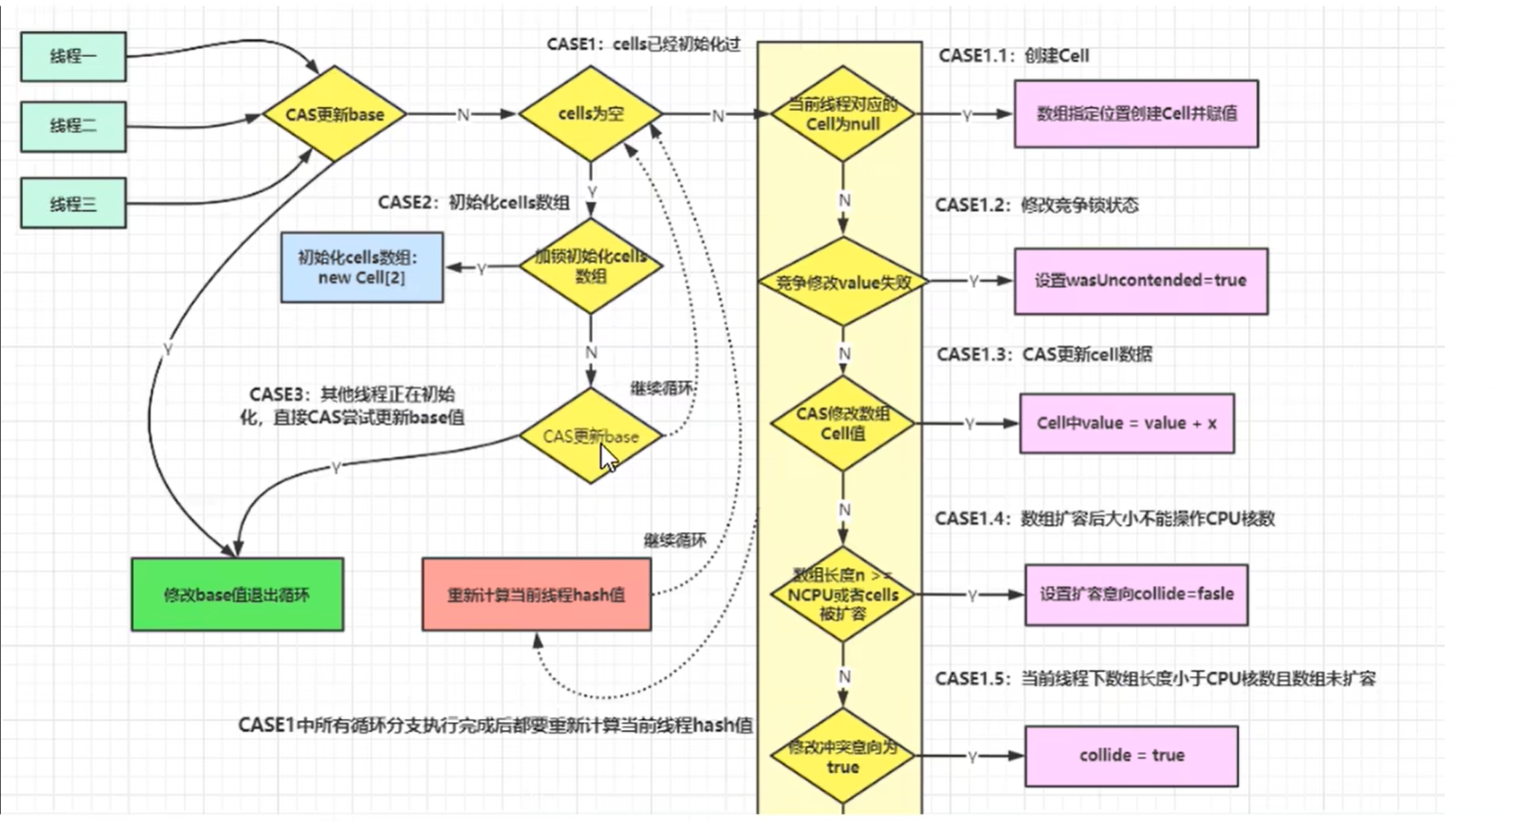 线程一
线程二
线程三
CAS更新base
N
CASE1：cells已经初始化过
cells为空
N
Y
CASE2：初始化cells数组
加锁初始化cells
数组
Y
初始化cells数组：
new Cell[2]
N
CASE3：其他线程正在初始
化，直接CAS尝试更新base值
CAS更新base
继续循环
Y
Y
修改base值退出循环
重新计算当前线程hash值
继续循环
CASE1中所有循环分支执行完成后都要重新计算当前线程hash值
当前线程对应的
Cell为null
Y
CASE1.1：创建Cell
数组指定位置创建Cell并赋值
N
CASE1.2：修改竞争锁状态
竞争修改value失败
Y
设置wasUncontended=true
N
CASE1.3：CAS更新cell数据
CAS修改数组
Cell值
Y
Cell中value = value + x
N
CASE1.4：数组扩容后大小不能操作CPU核数
数组长度n >=
NCPU或者cells
被扩容
Y
设置扩容意向collide=fasle
N
CASE1.5：当前线程下数组长度小于CPU核数且数组未扩容
修改冲突意向为
true
Y
collide = true